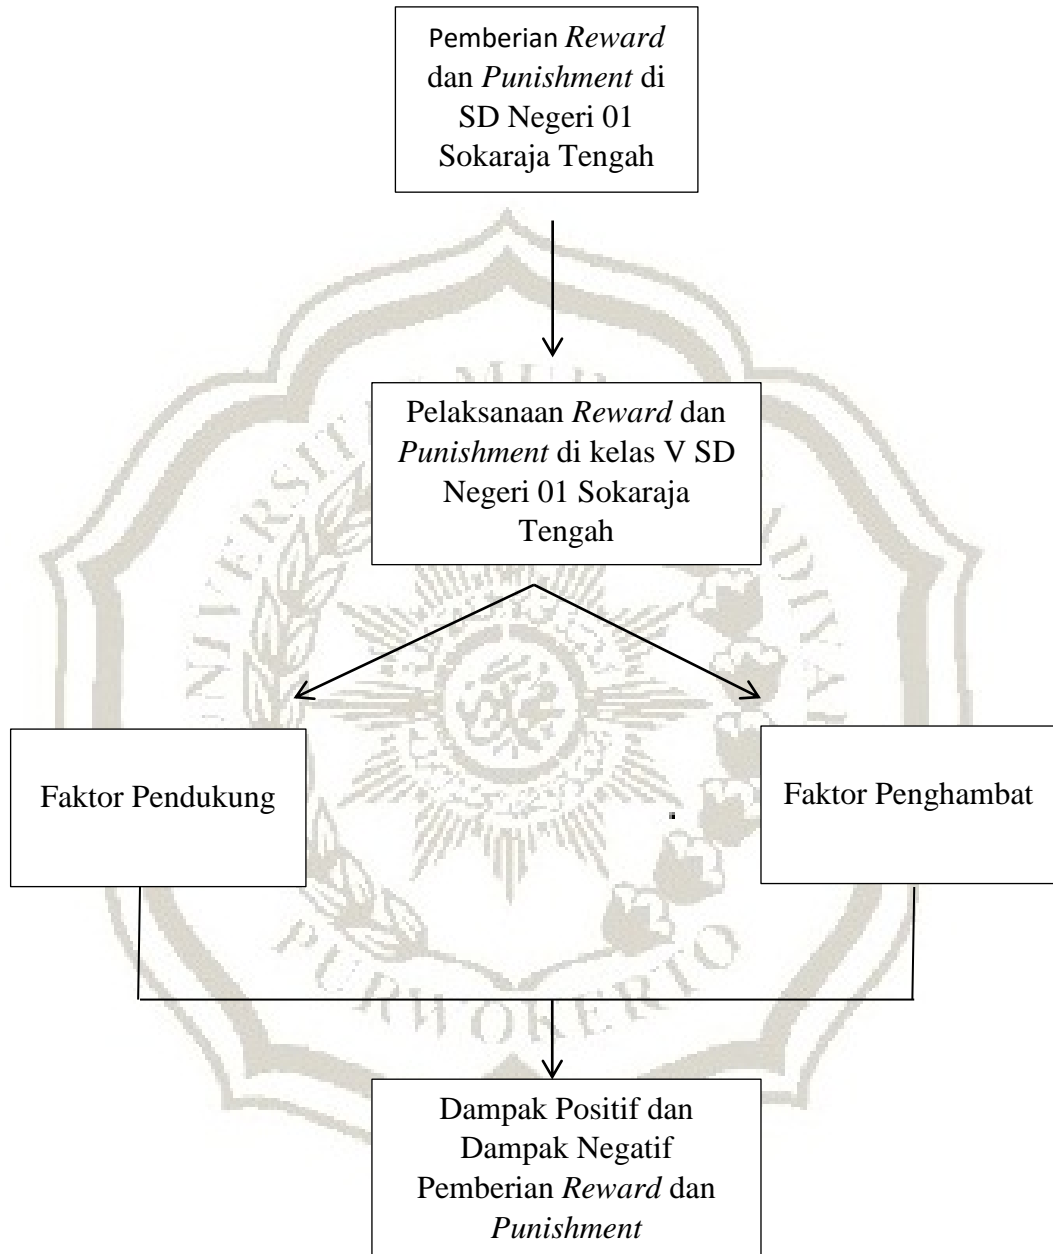 Pemberian Reward
dan Punishment di
SD Negeri 01
Sokaraja Tengah
Pelaksanaan Reward dan
Punishment di kelas V SD
Negeri 01 Sokaraja
Tengah
Faktor Pendukung
Faktor Penghambat
Dampak Positif dan
Dampak Negatif
Pemberian Reward dan
Punishment
PURWOKERTO